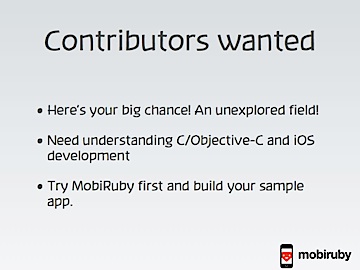 Contributors wanted
• Here's your big chance! An unexplored field!
• Need understanding C/Objective-C and iOS
development
• Try MobiRuby first and build your sample
app.
mobiruby